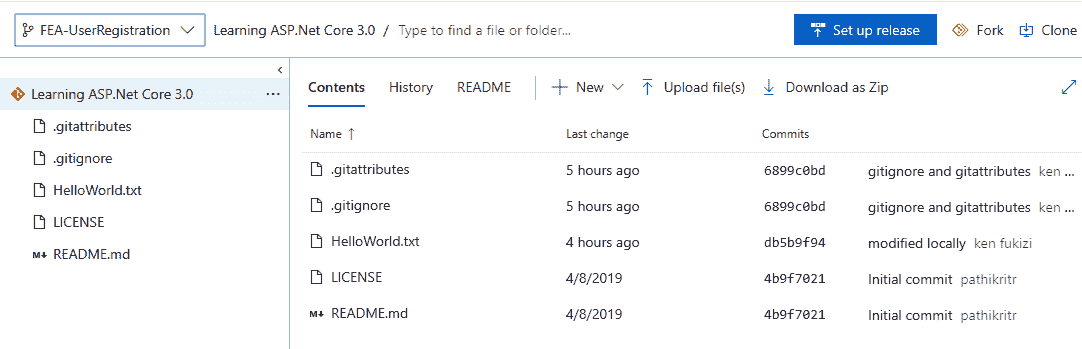 FEA-UserRegistration Learning ASP.Net Core 3.0 / Type to find a file or folder... Set up release Fork Clone
Learning ASP.Net Core 3.0 ...
.gitattributes
.gitignore
HelloWorld.txt
LICENSE
M↓ README.md
Contents History README New Upload file(s) Download as Zip
Name ↑ Last change Commits
.gitattributes 5 hours ago 6899c0bd gitignore and gitattributes ken ...
.gitignore 5 hours ago 6899c0bd gitignore and gitattributes ken ...
HelloWorld.txt 4 hours ago db5b9f94 modified locally ken fukizi
LICENSE 4/8/2019 4b9f7021 Initial commit pathikritr
M↓ README.md 4/8/2019 4b9f7021 Initial commit pathikritr